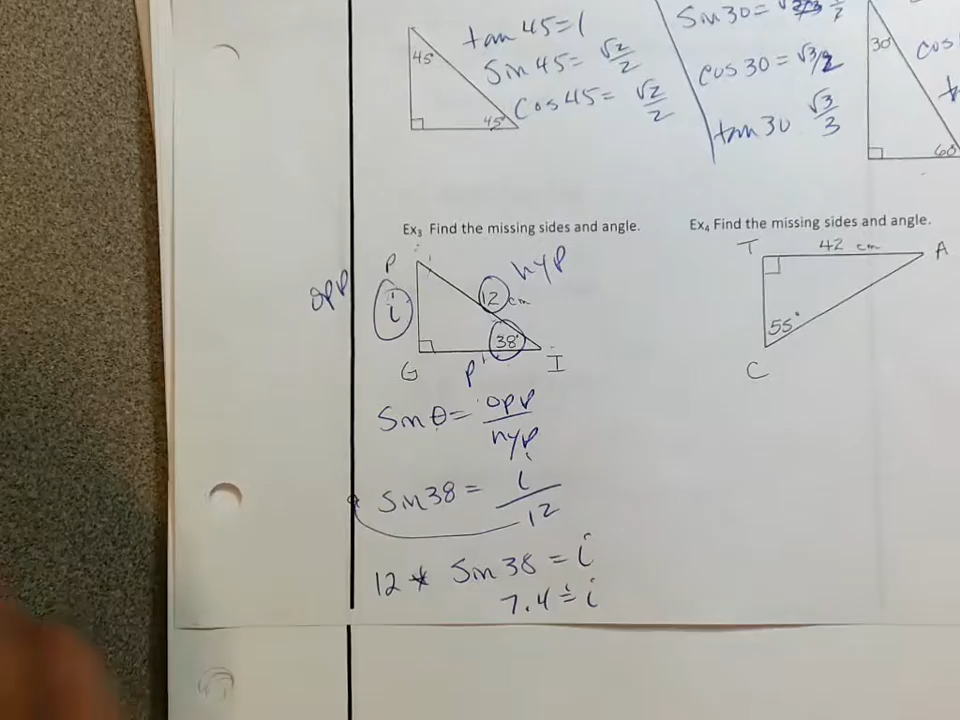 45°
45°
tan 45 = 1
Sin 45 = √2/2
Cos 45 = √2/2
Sin 30 =
cos 30 = √3/2
tan 30 √3/3
30°
60°
cos
Ex3 Find the missing sides and angle.
P
hyp
opp
i
12 cm
38°
G
p
I
Sin θ = opp/hyp
Sin 38 = i/12
12 * Sin 38 = i
7.4 ≐ i
Ex4 Find the missing sides and angle.
T
42 cm
A
55°
C